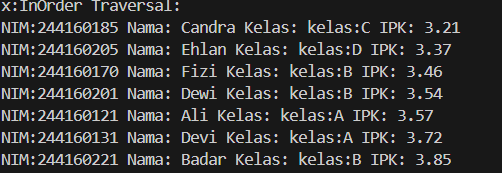 x:InOrder Traversal:
NIM:244160185 Nama: Candra Kelas: kelas:C IPK: 3.21
NIM:244160205 Nama: Ehlan Kelas: kelas:D IPK: 3.37
NIM:244160170 Nama: Fizi Kelas: kelas:B IPK: 3.46
NIM:244160201 Nama: Dewi Kelas: kelas:B IPK: 3.54
NIM:244160121 Nama: Ali Kelas: kelas:A IPK: 3.57
NIM:244160131 Nama: Devi Kelas: kelas:A IPK: 3.72
NIM:244160221 Nama: Badar Kelas: kelas:B IPK: 3.85